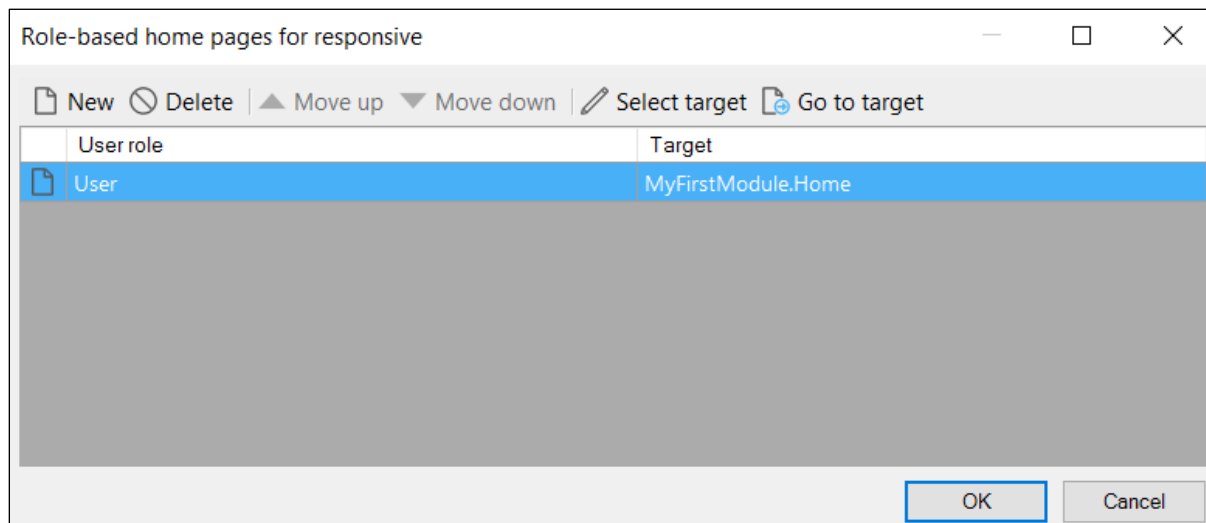 Role-based home pages for responsive
New Delete Move up Move down Select target Go to target
User role Target
User MyFirstModule.Home
OK Cancel